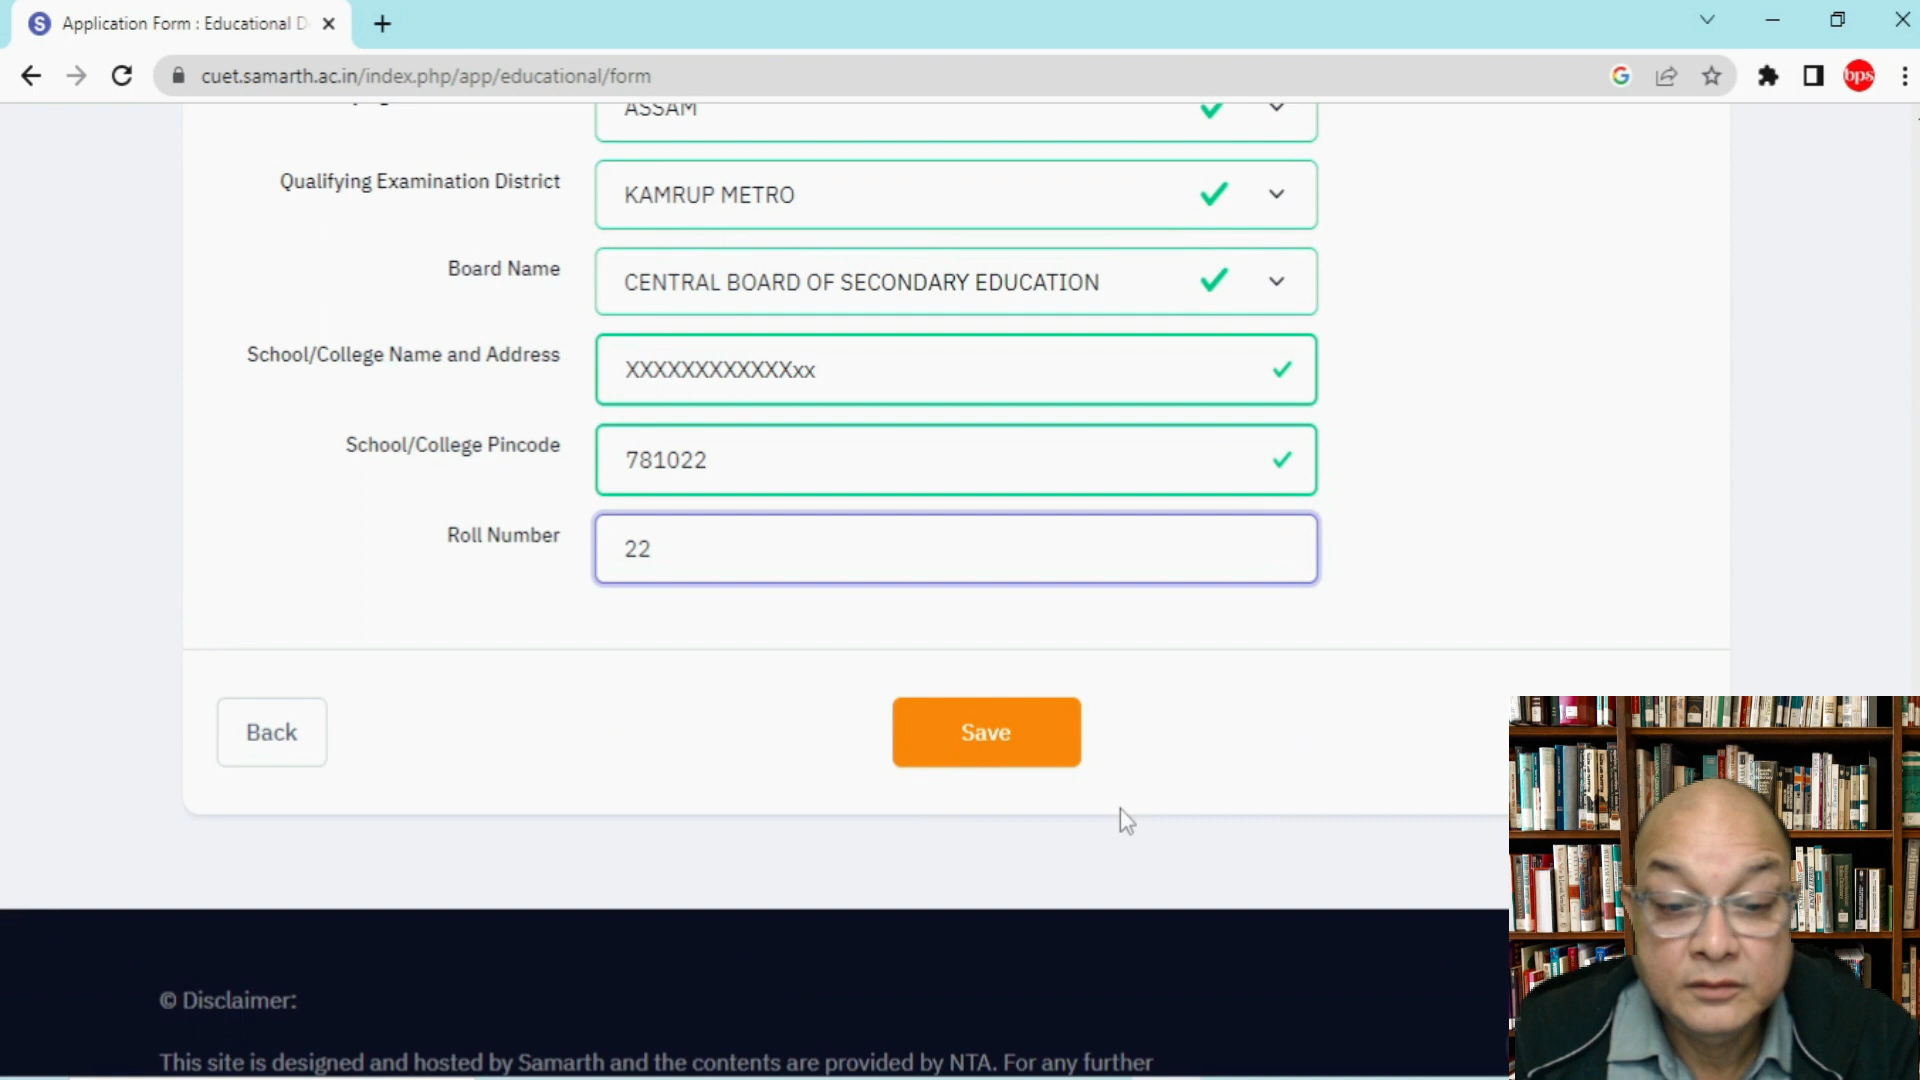 S Application Form : Educational D
cuet.samarth.ac.in/index.php/app/educational/form
G
bps
ASSAM
Qualifying Examination District
KAMRUP METRO
Board Name
CENTRAL BOARD OF SECONDARY EDUCATION
School/College Name and Address
XXXXXXXXXXXXxx
School/College Pincode
781022
Roll Number
22
Back
Save
© Disclaimer:
This site is designed and hosted by Samarth and the contents are provided by NTA. For any further